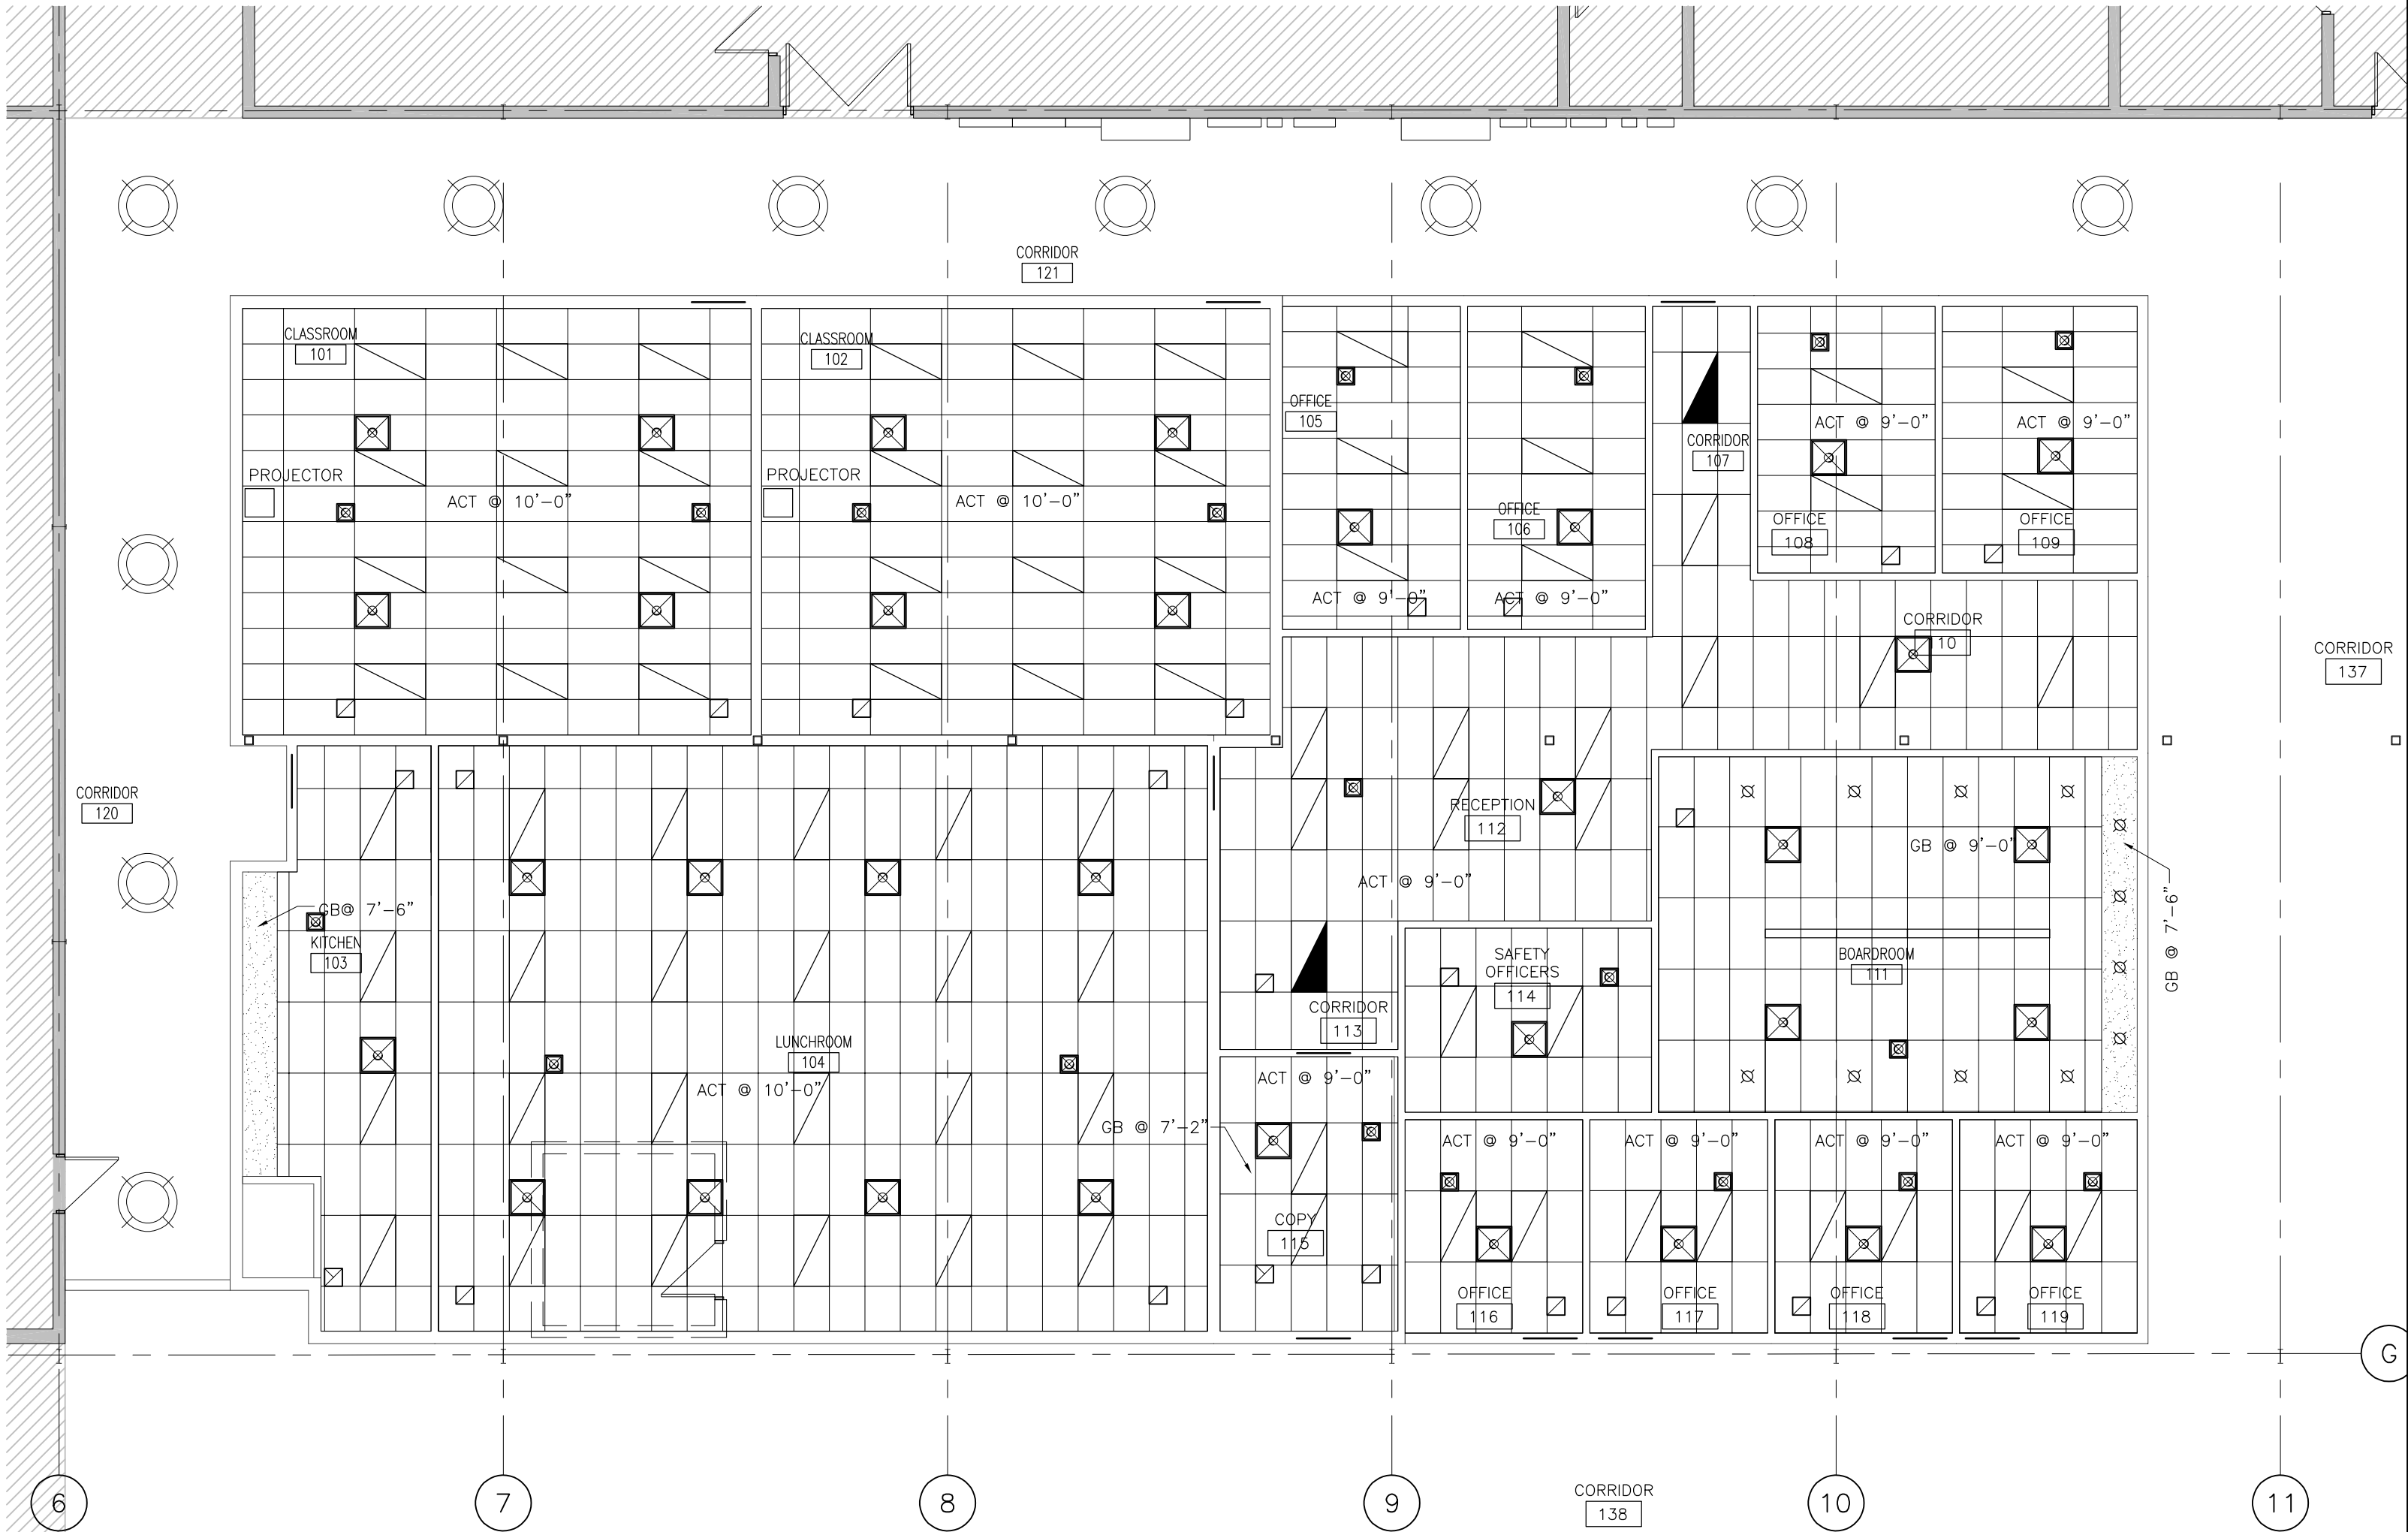 CORRIDOR
121
CLASSROOM
101
CLASSROOM
102
PROJECTOR
ACT @ 10'-0"
PROJECTOR
ACT @ 10'-0"
OFFICE
105
OFFICE
106
ACT @ 9'-0"
ACT @ 9'-0"
CORRIDOR
107
ACT @ 9'-0"
OFFICE
108
ACT @ 9'-0"
OFFICE
109
CORRIDOR
10
CORRIDOR
137
CORRIDOR
120
GB@ 7'-6"
KITCHEN
103
LUNCHROOM
104
ACT @ 10'-0"
RECEPTION
112
ACT @ 9'-0"
CORRIDOR
113
SAFETY
OFFICERS
114
GB @ 9'-0'
BOARDROOM
111
GB @ 7'-6"
ACT @ 9'-0"
GB @ 7'-2"
COPY
115
ACT @ 9'-0"
OFFICE
116
ACT @ 9'-0"
OFFICE
117
ACT @ 9'-0"
OFFICE
118
ACT @ 9'-0"
OFFICE
119
G
6
7
8
9
10
11
CORRIDOR
138